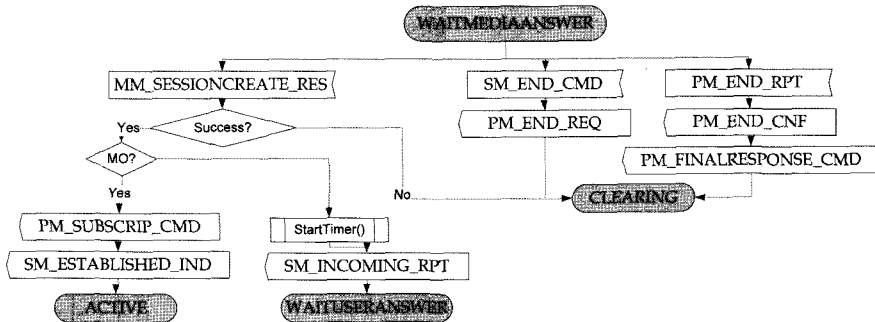 WAITMEDIAANSWER
MM_SESSIONCREATE_RES
SM_END_CMD
PM_END_RPT
Yes
Success?
PM_END_REQ
PM_END_CNF
MO?
PM_FINALRESPONSE_CMD
Yes
No
CLEARING
PM_SUBSCRIP_CMD
StartTimer()
SM_ESTABLISHED_IND
SM_INCOMING_RPT
ACTIVE
WAITUSERANSWER